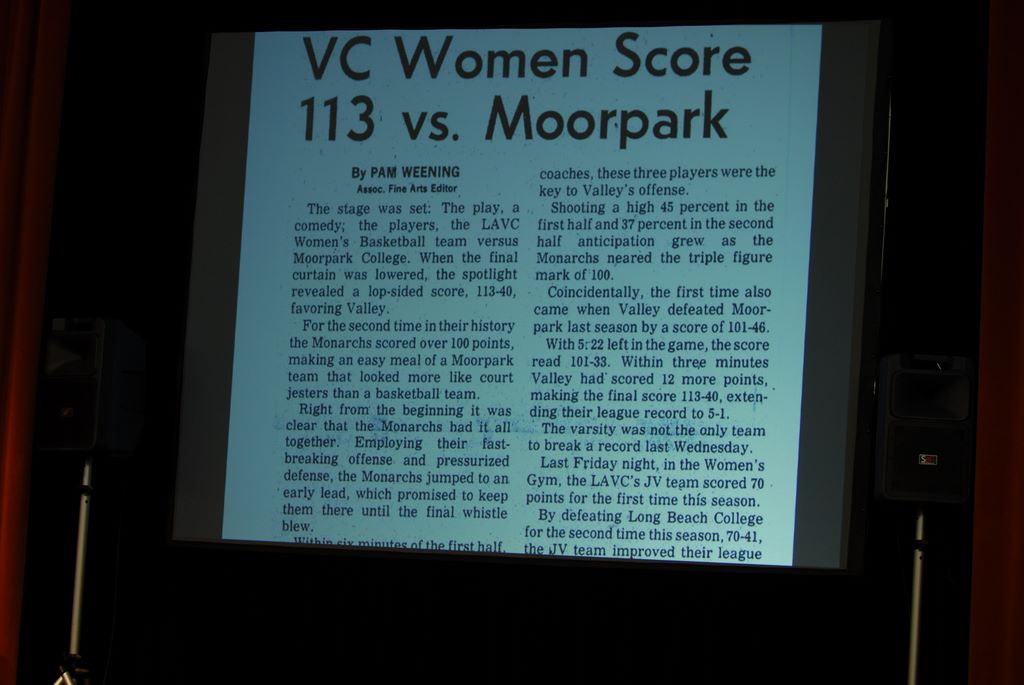 VC Women Score
113 vs. Moorpark
By PAM WEENING
Assoc. Fine Arts Editor
The stage was set: The play, a
comedy; the players, the LAVC
Women's Basketball team versus
Moorpark College. When the final
curtain was lowered, the spotlight
revealed a lop-sided score, 113-40,
favoring Valley.
For the second time in their history
the Monarchs scored over 100 points,
making an easy meal of a Moorpark
team that looked more like court
jesters than a basketball team.
Right from the beginning it was
clear that the Monarchs had it all
together. Employing their fast-
breaking offense and pressurized
defense, the Monarchs jumped to an
early lead, which promised to keep
them there until the final whistle
blew.
Within six minutes of the first half,
coaches, these three players were the
key to Valley's offense.
Shooting a high 45 percent in the
first half and 37 percent in the second
half anticipation grew as the
Monarchs neared the triple figure
mark of 100.
Coincidentally, the first time also
came when Valley defeated Moor-
park last season by a score of 101-46.
With 5:22 left in the game, the score
read 101-33. Within three minutes
Valley had scored 12 more points,
making the final score 113-40, exten-
ding their league record to 5-1.
The varsity was not the only team
to break a record last Wednesday.
Last Friday night, in the Women's
Gym, the LAVC's JV team scored 70
points for the first time this season.
By defeating Long Beach College
for the second time this season, 70-41,
the JV team improved their league